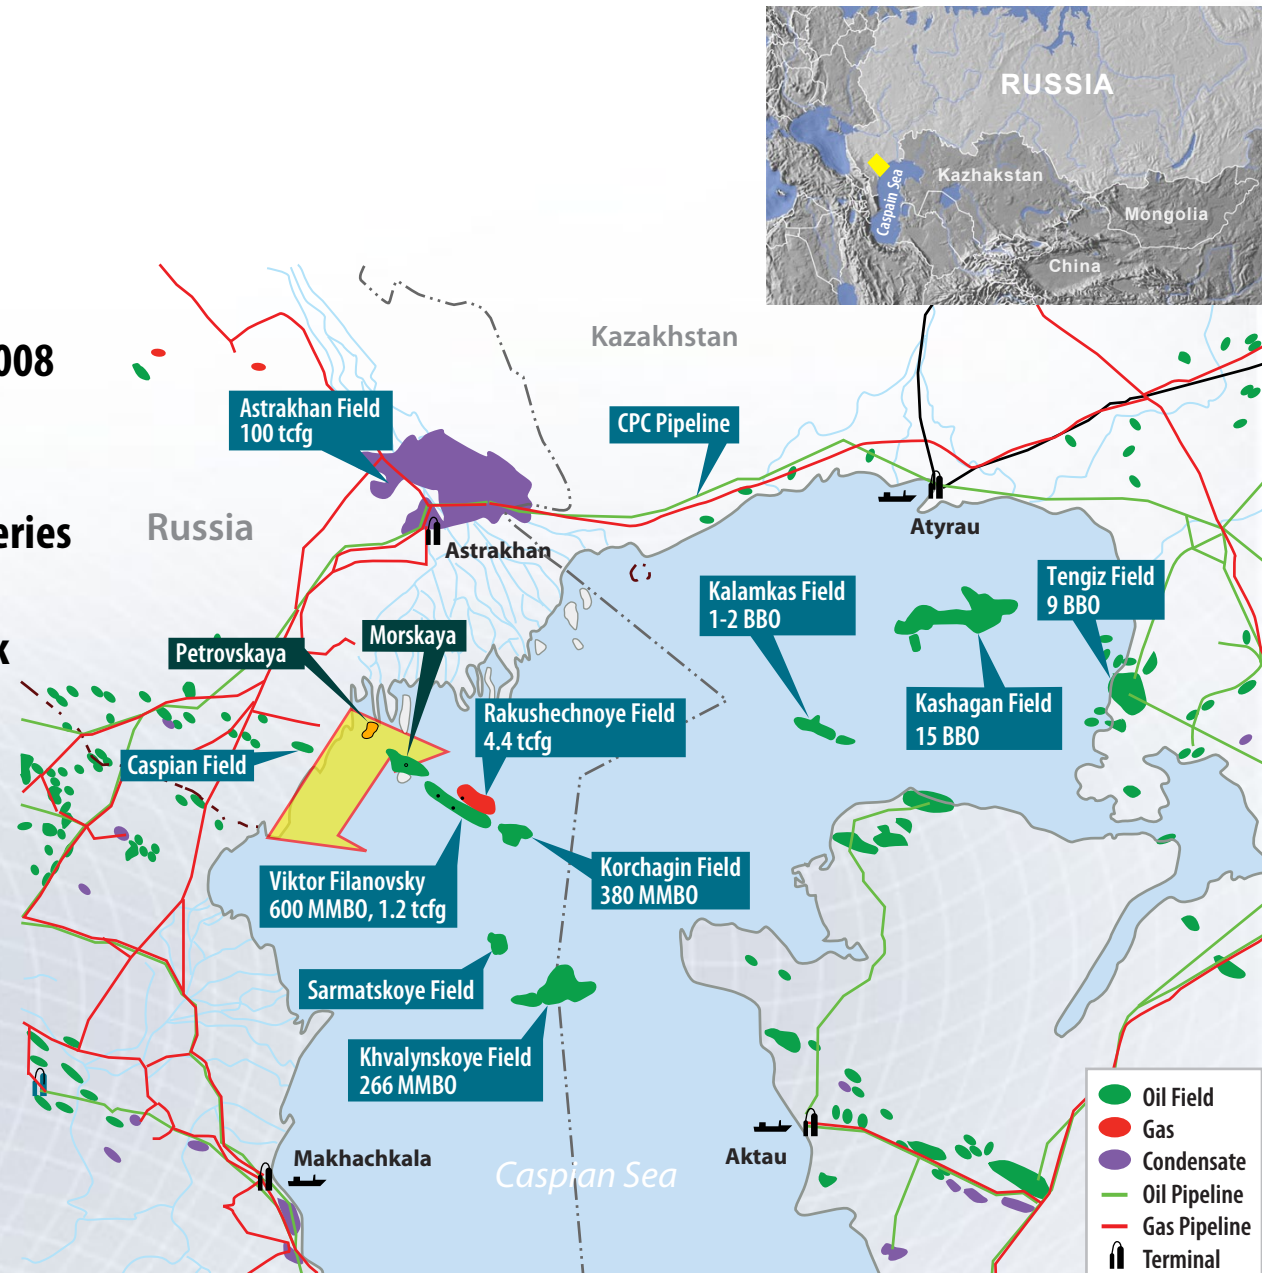 RUSSIA
Kazhakstan
Caspain Sea
Mongolia
China
008
Kazakhstan
Astrakhan Field
100 tcfg
CPC Pipeline
eries
Russia
Astrakhan
Atyrau
Kalamkas Field
1-2 BBO
Tengiz Field
9 BBO
k
Petrovskaya
Morskaya
Rakushechnoye Field
4.4 tcfg
Kashagan Field
15 BBO
Caspian Field
Viktor Filanovsky
600 MMBO, 1.2 tcfg
Korchagin Field
380 MMBO
Sarmatskoye Field
Khvalynskoye Field
266 MMBO
Makhachkala
Caspian Sea
Aktau
Oil Field
Gas
Condensate
Oil Pipeline
Gas Pipeline
Terminal